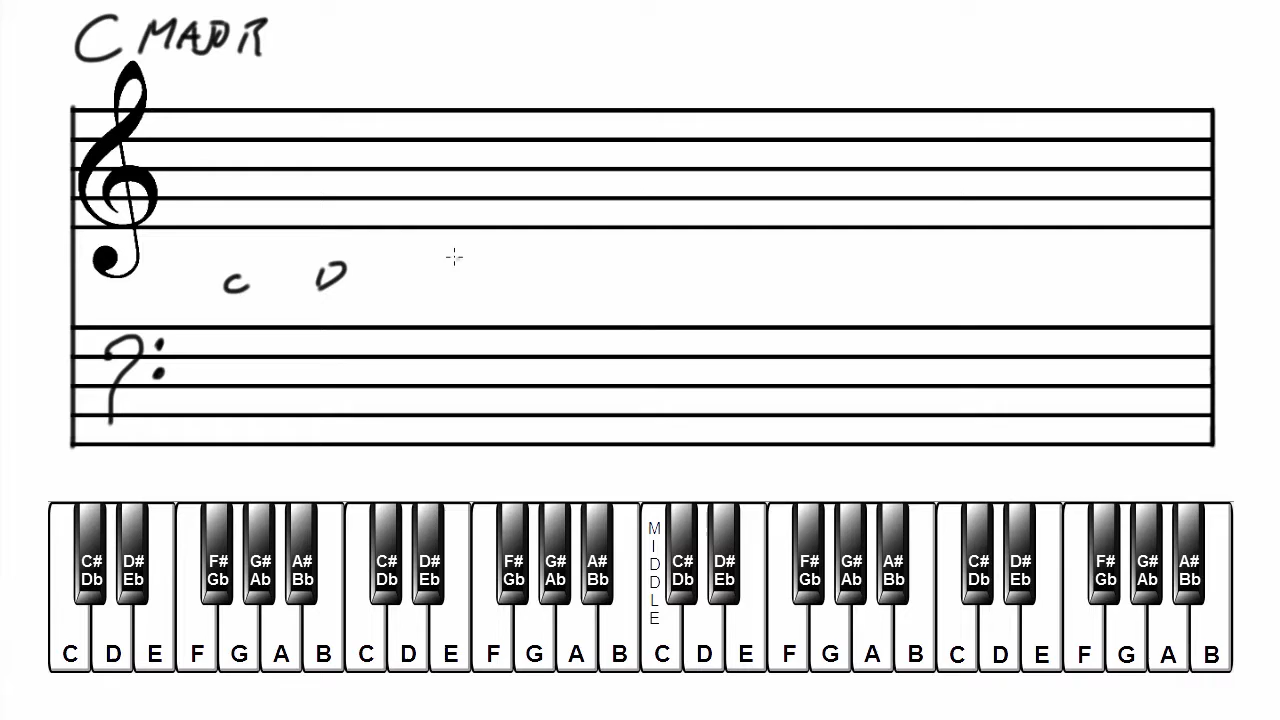 C MAJOR
C D
C# D# F# G# A# C# D# F# G# A# MIDDLE C# D# F# G# A# C# D# F# G# A#
Db Eb Gb Ab Bb Db Eb Gb Ab Bb Db Eb Gb Ab Bb Db Eb Gb Ab Bb
C D E F G A B C D E F G A B C D E F G A B C D E F G A B